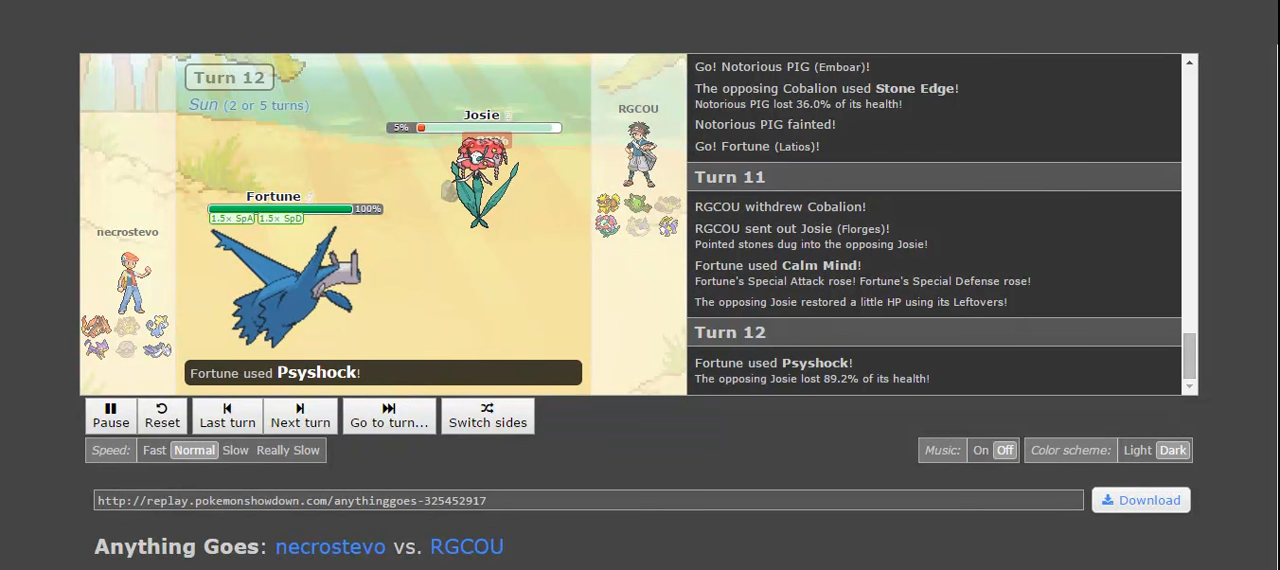 Turn 12
Sun (2 or 5 turns)
Josie
5%
Fortune
100%
1.5× SpA 1.5× SpD
necrostevo
RGCOU
Fortune used Psyshock!
Go! Notorious PIG (Emboar)!
The opposing Cobalion used Stone Edge!
Notorious PIG lost 36.0% of its health!
Notorious PIG fainted!
Go! Fortune (Latios)!
Turn 11
RGCOU withdrew Cobalion!
RGCOU sent out Josie (Florges)!
Pointed stones dug into the opposing Josie!
Fortune used Calm Mind!
Fortune's Special Attack rose! Fortune's Special Defense rose!
The opposing Josie restored a little HP using its Leftovers!
Turn 12
Fortune used Psyshock!
The opposing Josie lost 89.2% of its health!
Pause Reset Last turn Next turn Go to turn... Switch sides
Speed: Fast Normal Slow Really Slow Music: On Off Color scheme: Light Dark
http://replay.pokemonshowdown.com/anythinggoes-325452917 Download
Anything Goes: necrostevo vs. RGCOU